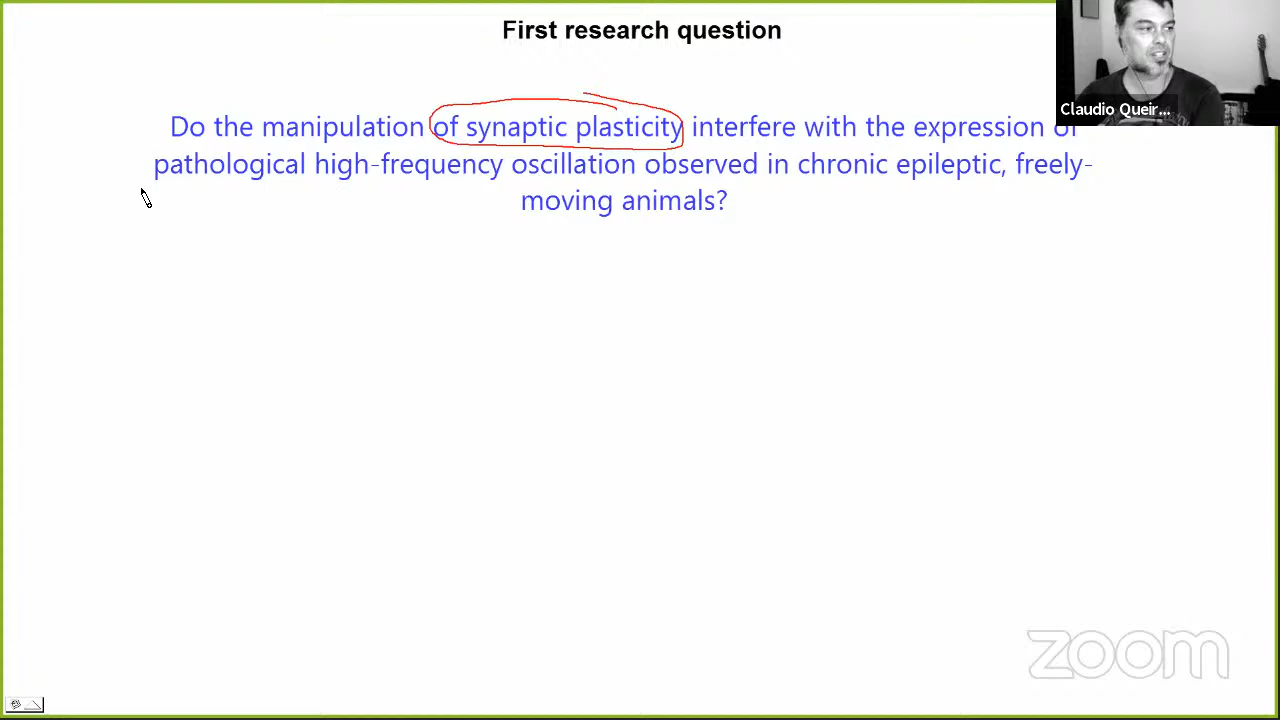 First research question
Claudio Queir...
Do the manipulation of synaptic plasticity interfere with the expression of
pathological high-frequency oscillation observed in chronic epileptic, freely-
moving animals?
zoom